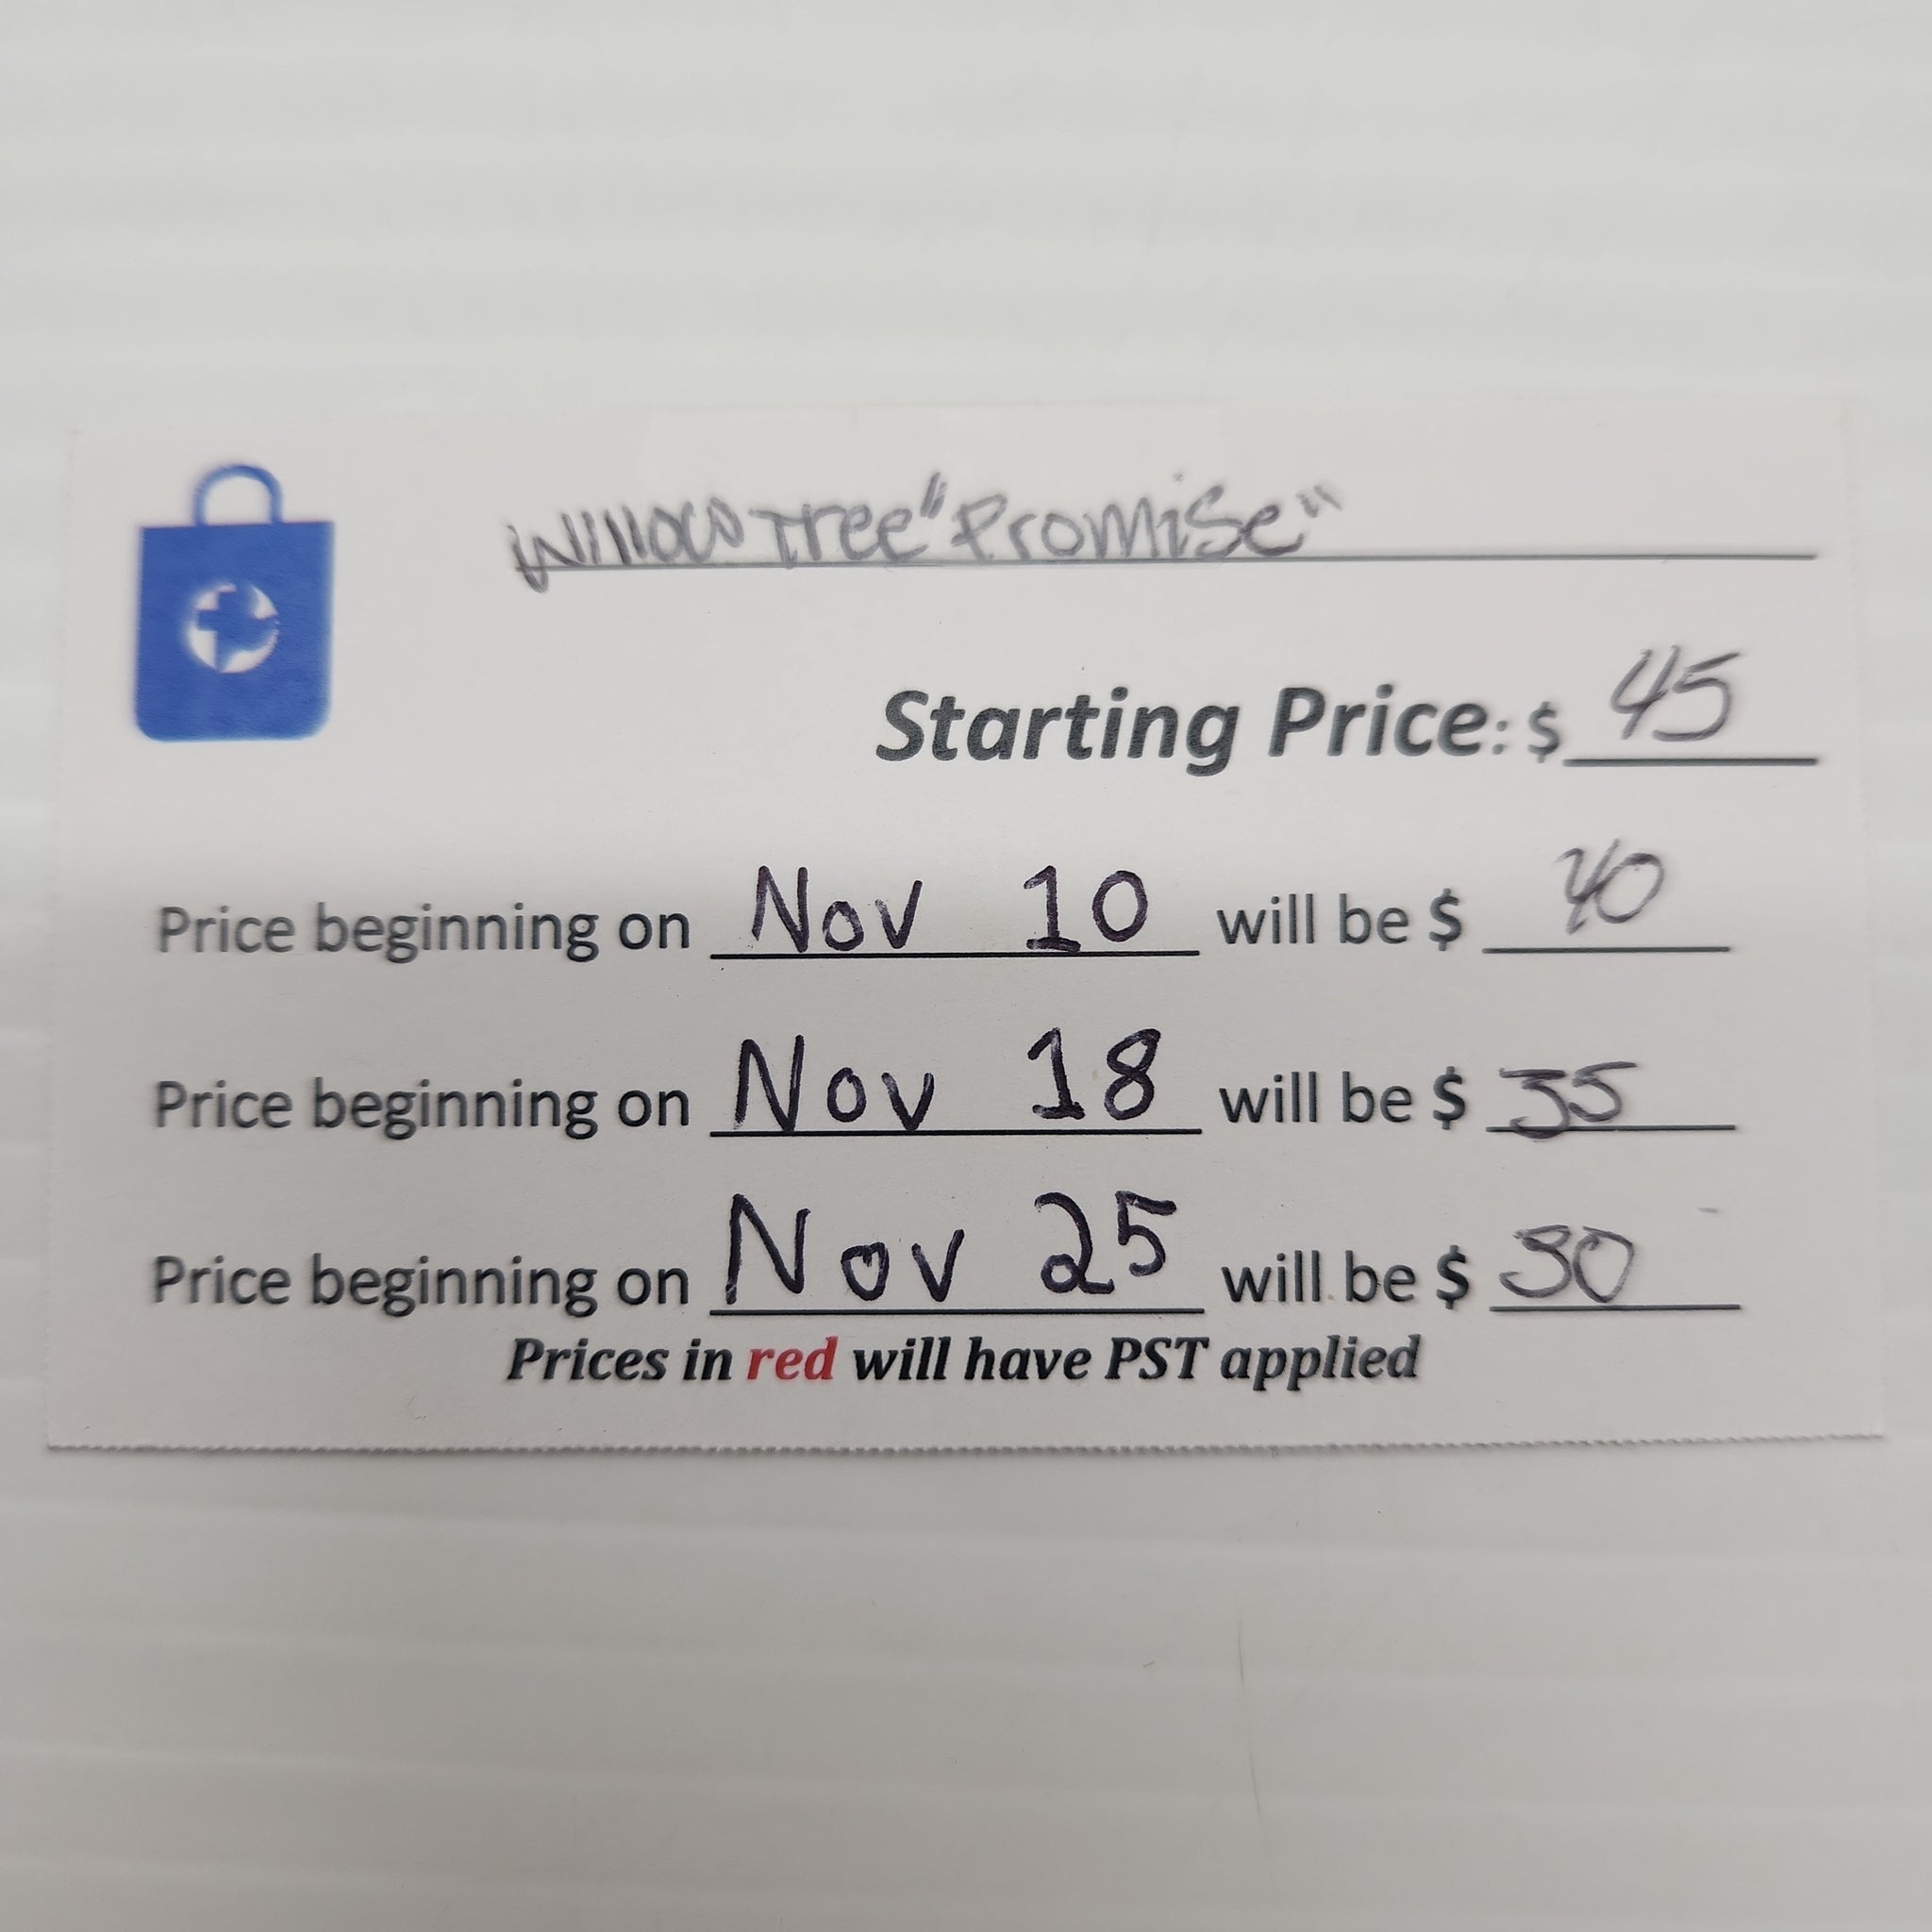 Willow Tree "Promise"
Starting Price: $ 45
Price beginning on Nov 10 will be $ 40
Price beginning on Nov 18 will be $ 35
Price beginning on Nov 25 will be $ 30
Prices in red will have PST applied